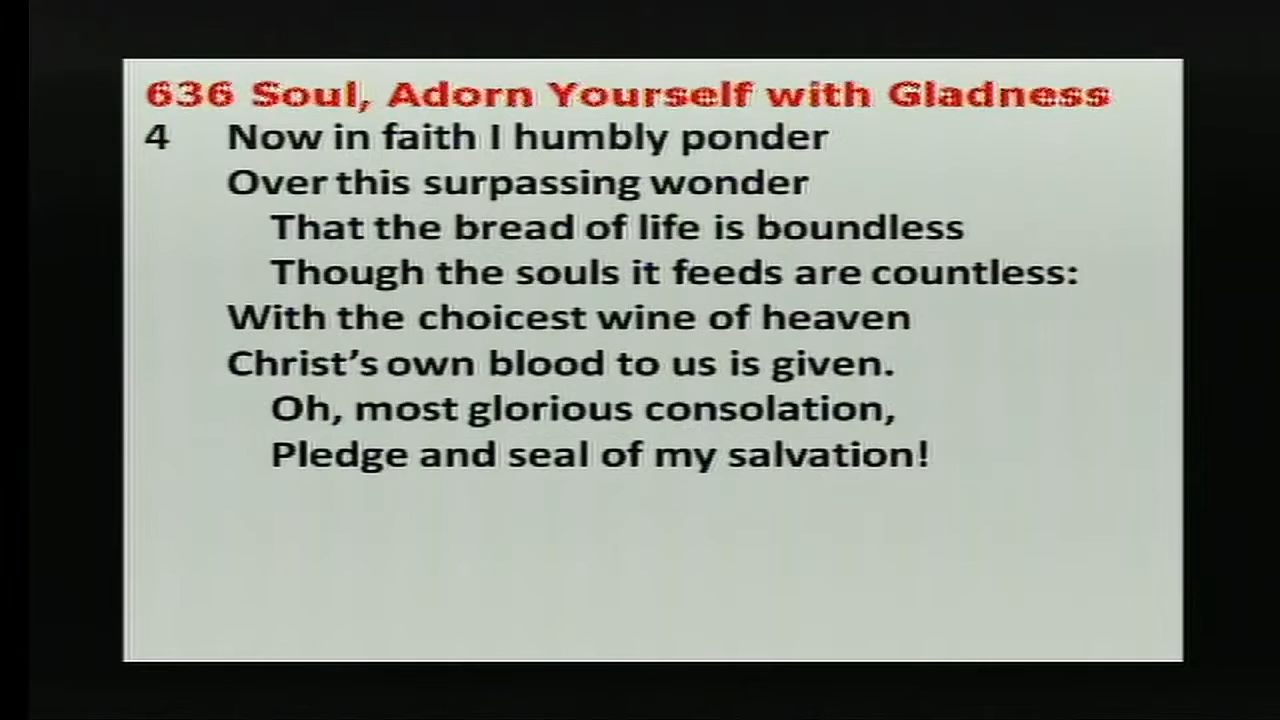 636 Soul, Adorn Yourself with Gladness
4 Now in faith I humbly ponder
Over this surpassing wonder
That the bread of life is boundless
Though the souls it feeds are countless:
With the choicest wine of heaven
Christ's own blood to us is given.
Oh, most glorious consolation,
Pledge and seal of my salvation!